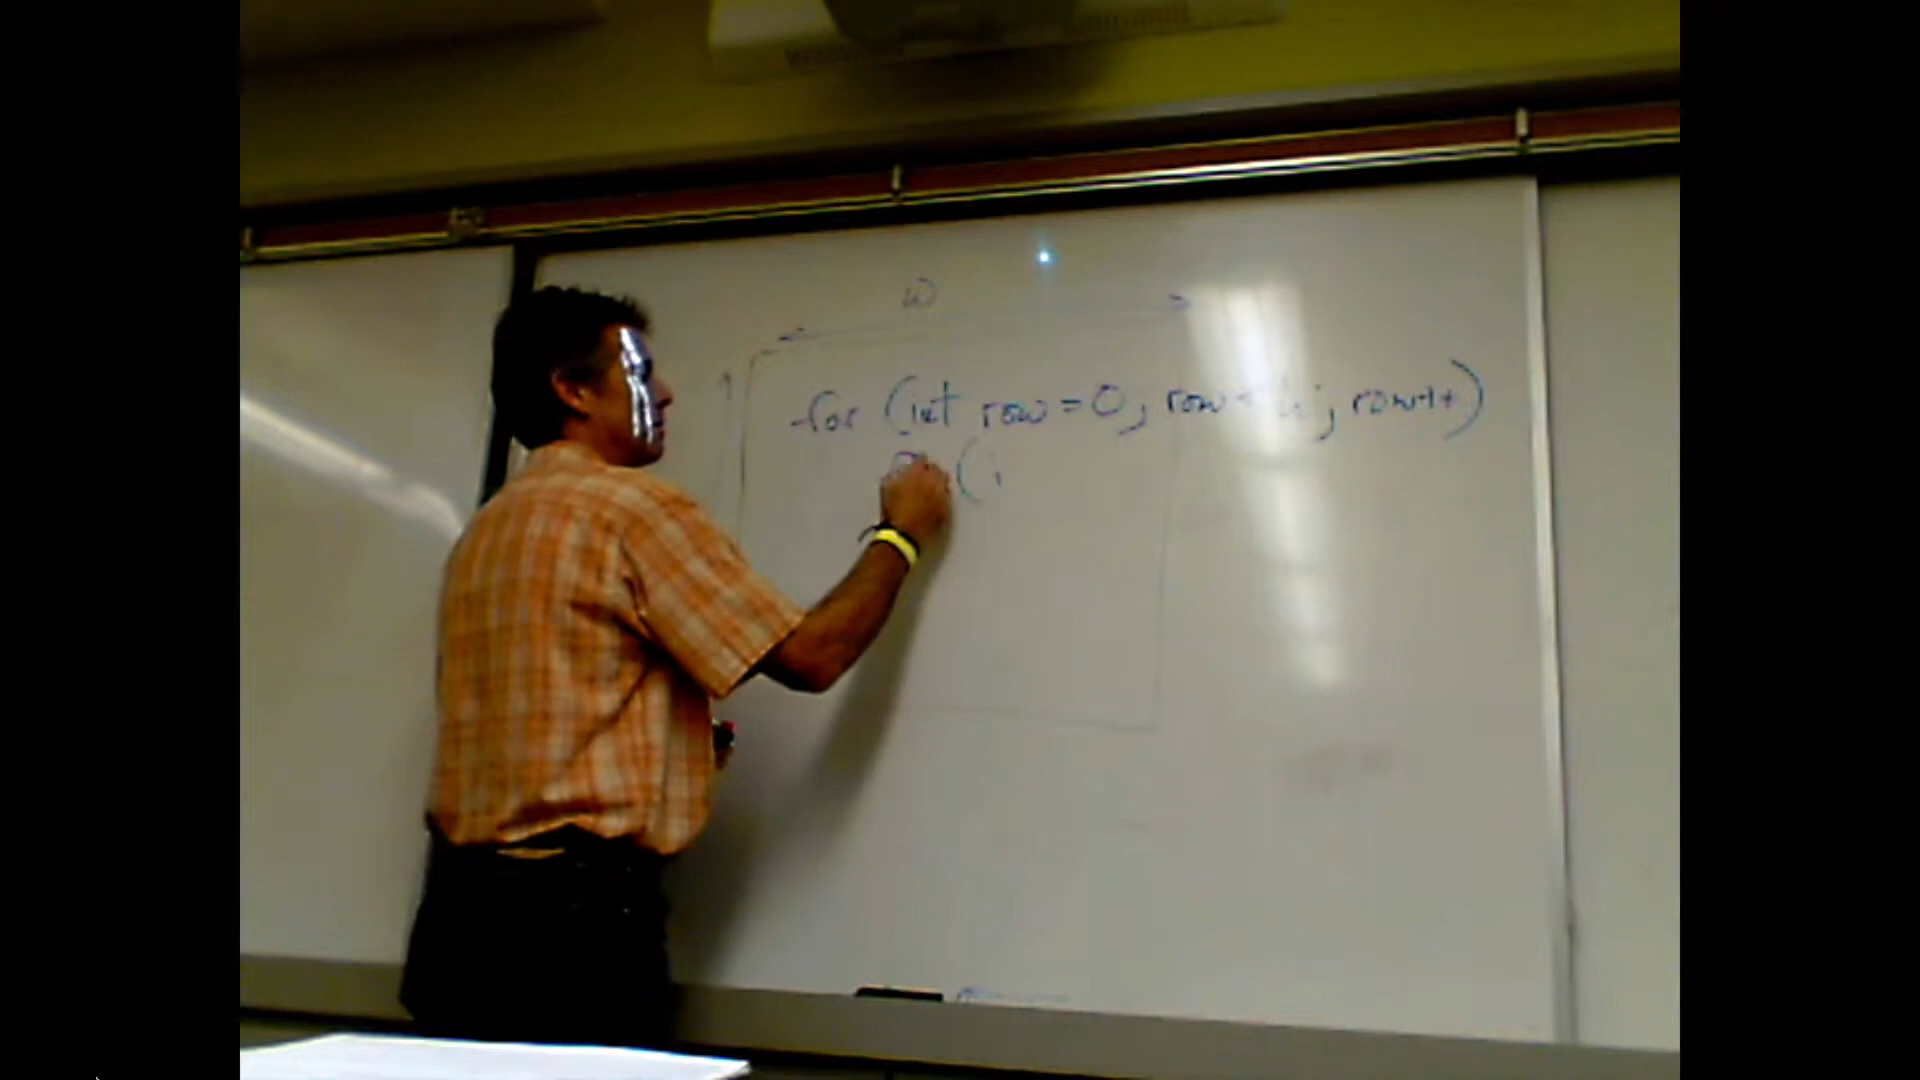 w
for (int row = 0; row < h; row++)
(i